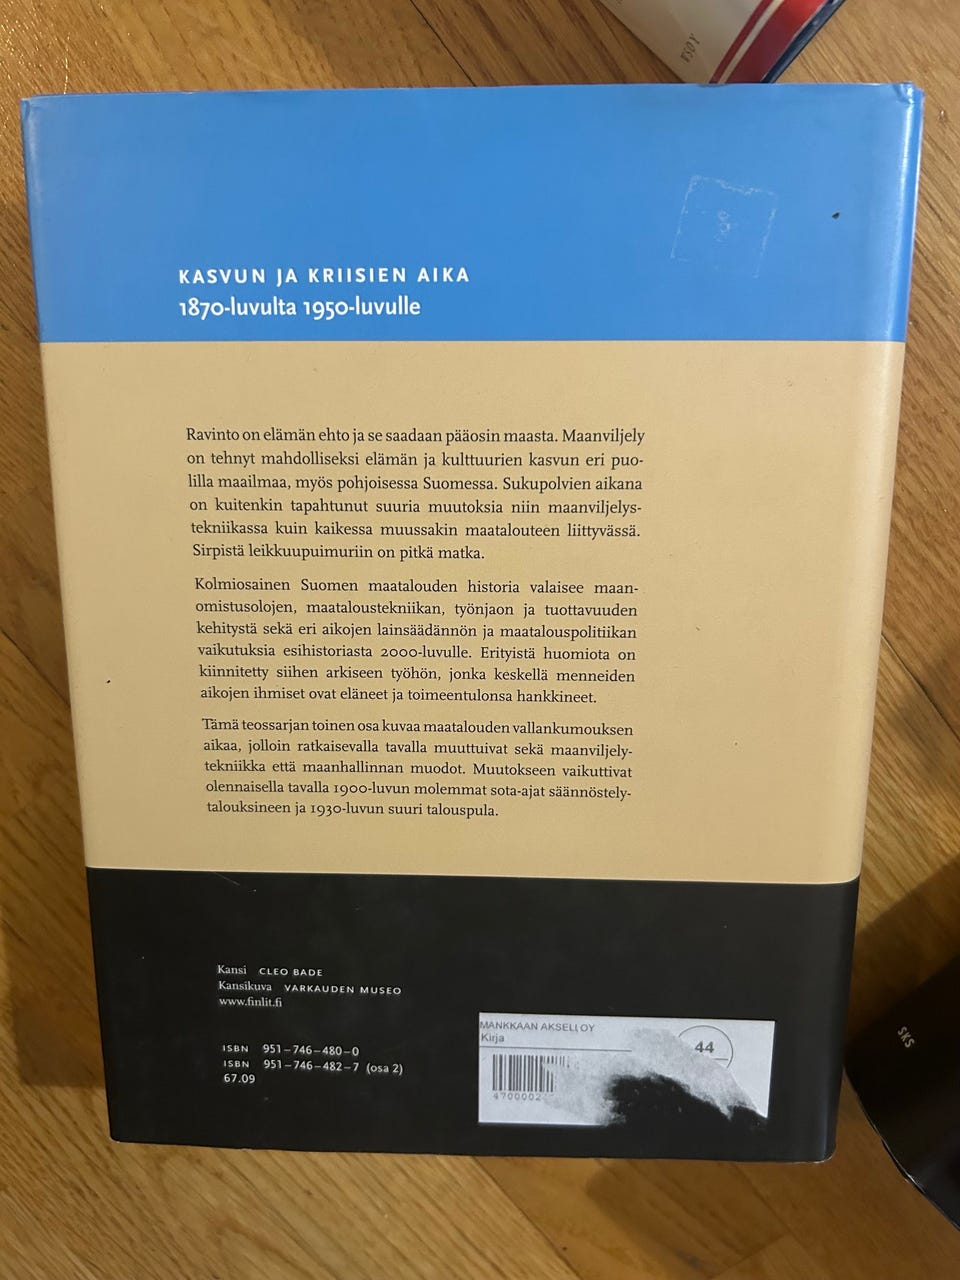 WSOY
KASVUN JA KRIISIEN AIKA
1870-luvulta 1950-luvulle
Ravinto on elämän ehto ja se saadaan pääosin maasta. Maanviljely
on tehnyt mahdolliseksi elämän ja kulttuurien kasvun eri puo-
lilla maailmaa, myös pohjoisessa Suomessa. Sukupolvien aikana
on kuitenkin tapahtunut suuria muutoksia niin maanviljelys-
tekniikassa kuin kaikessa muussakin maatalouteen liittyvässä.
Sirpistä leikkuupuimuriin on pitkä matka.
Kolmiosainen Suomen maatalouden historia valaisee maan-
omistusolojen, maataloustekniikan, työnjaon ja tuottavuuden
kehitystä sekä eri aikojen lainsäädännön ja maatalouspolitiikan
vaikutuksia esihistoriasta 2000-luvulle. Erityistä huomiota on
kiinnitetty siihen arkiseen työhön, jonka keskellä menneiden
aikojen ihmiset ovat eläneet ja toimeentulonsa hankkineet.
Tämä teossarjan toinen osa kuvaa maatalouden vallankumouksen
aikaa, jolloin ratkaisevalla tavalla muuttuivat sekä maanviljely-
tekniikka että maanhallinnan muodot. Muutokseen vaikuttivat
olennaisella tavalla 1900-luvun molemmat sota-ajat säännöstely-
talouksineen ja 1930-luvun suuri talouspula.
Kansi CLEO BADE
Kansikuva VARKAUDEN MUSEO
www.finlit.fi
ISBN 951–746–480–0
ISBN 951–746–482–7 (osa 2)
67.09
MANKKAAN AKSELI OY
Kirja
44
4700002
SKS